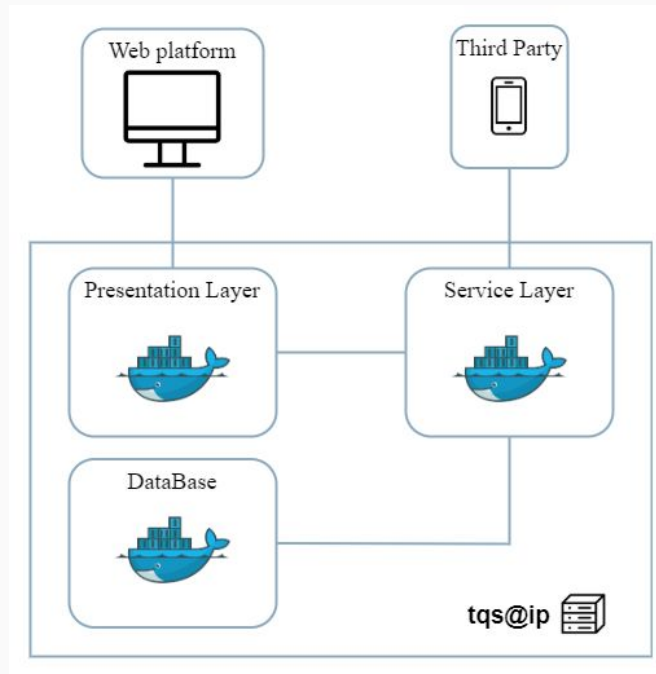 Web platform
Third Party
Presentation Layer
Service Layer
DataBase
tqs@ip